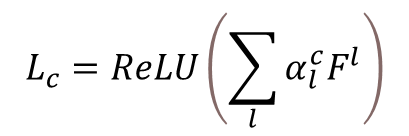 L_c = ReLU(∑_l α_l^c F^l)